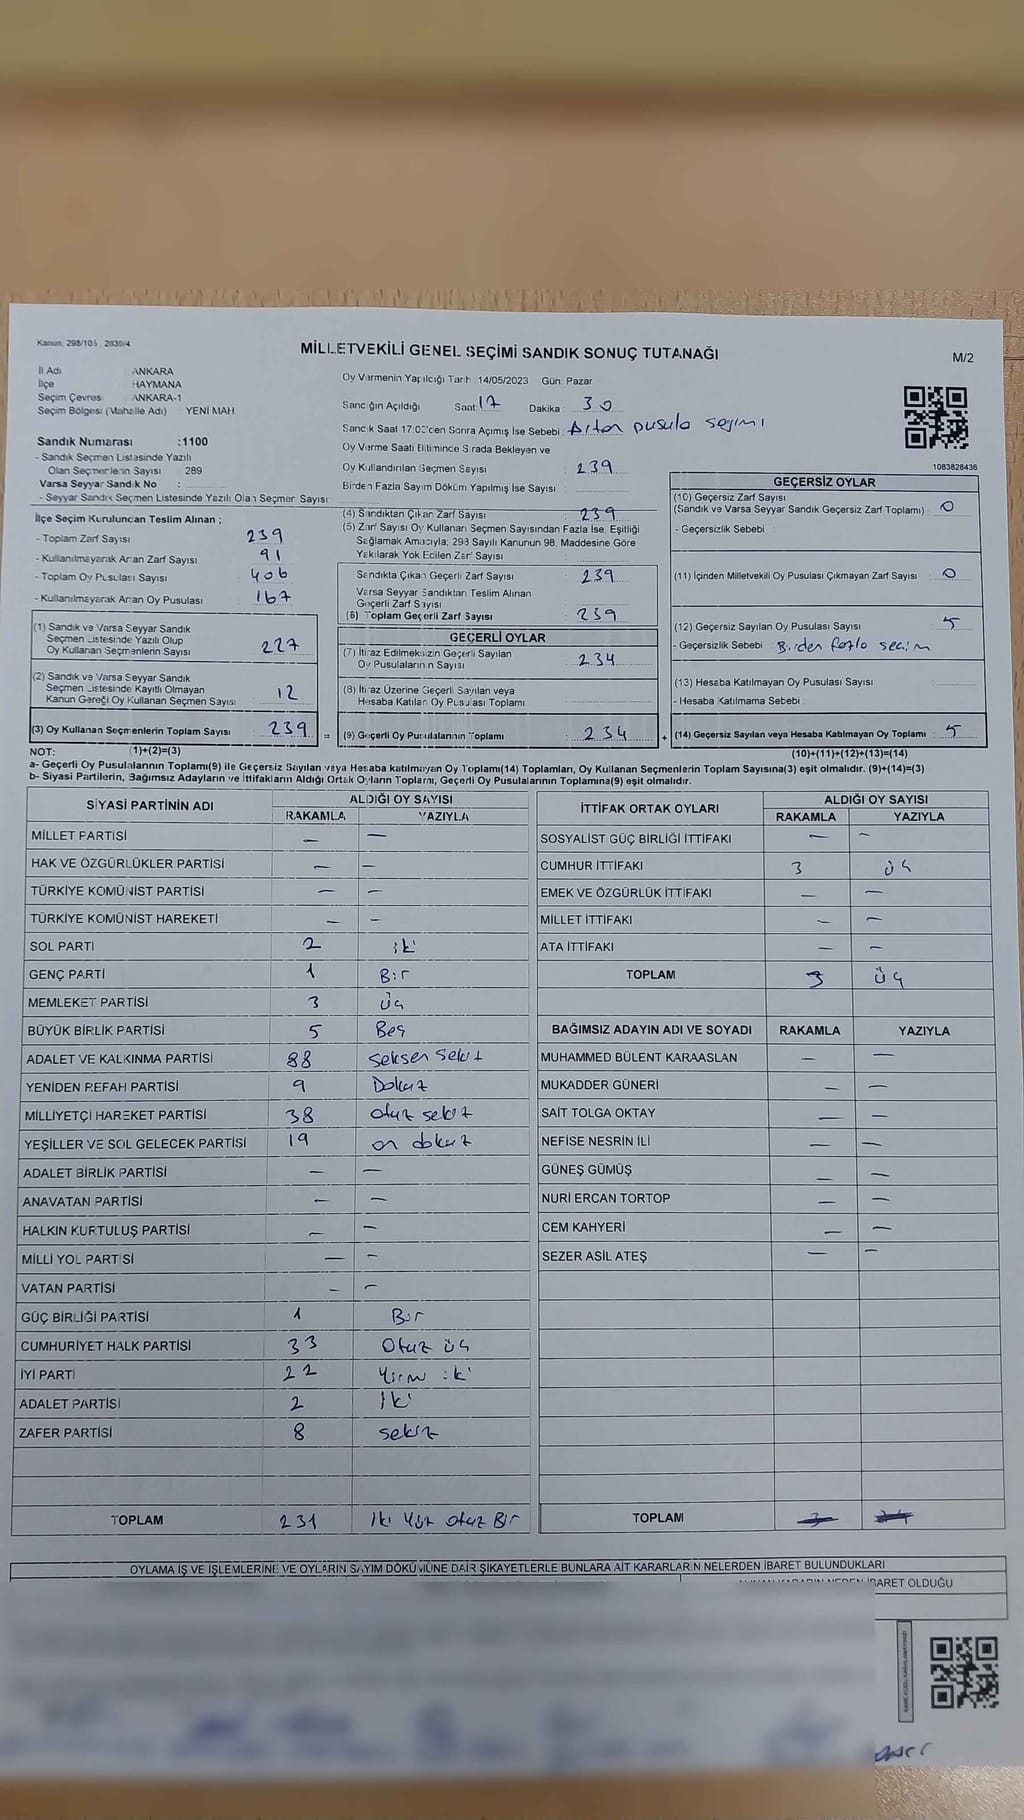 Kanun: 298/105, 2839/4
MİLLETVEKİLİ GENEL SEÇİMİ SANDIK SONUÇ TUTANAĞI
M/2
İl Adı ANKARA
İlçe HAYMANA
Seçim Çevresi ANKARA-1
Seçim Bölgesi (Mahalle Adı) : YENİ MAH
Oy Vermenin Yapıldığı Tarih :14/05/2023 Gün: Pazar
Sandığın Açıldığı Saat: 17 Dakika : 30
Sandık Saat 17:00'den Sonra Açımış İse Sebebi : Artan pusula seçimi
Oy Verme Saati Bitiminde Sırada Bekleyen ve
Oy Kullandırılan Seçmen Sayısı : 239
Birden Fazla Sayım Döküm Yapılmış İse Sayısı :
Sandık Numarası :1100
- Sandık Seçmen Listesinde Yazılı
Olan Seçmenlerin Sayısı : 289
Varsa Seyyar Sandık No :
- Seyyar Sandık Seçmen Listesinde Yazılı Olan Seçmer Sayısı
1083828436
İlçe Seçim Kurulundan Teslim Alınan ;
- Toplam Zarf Sayısı 239
- Kullanılmayarak Artan Zarf Sayısı 91
- Toplam Oy Pusulası Sayısı 406
- Kullanılmayarak Artan Oy Pusulası 167
(1) Sandık ve Varsa Seyyar Sandık
Seçmen Listesinde Yazılı Olup
Oy Kullanan Seçmenlerin Sayısı 227
(2) Sandık ve Varsa Seyyar Sandık
Seçmen Listesinde Kayıtlı Olmayan
Kanun Gereği Oy Kullanan Seçmen Sayısı 12
(3) Oy Kullanan Seçmenlerin Toplam Sayısı 239 =
(4) Sandıktan Çıkan Zarf Sayısı : 239
(5) Zarf Sayısı Oy Kullanan Seçmen Sayısından Fazla İse, Eşitliği
Sağlamak Amacıyla; 298 Sayılı Kanunun 98. Maddesine Göre
Yakılarak Yok Edilen Zarf Sayısı :
Sandıkta Çıkan Geçerli Zarf Sayısı : 239
Varsa Seyyar Sandıktan Teslim Alınan
Geçerli Zarf Sayısı :
(6) Toplam Geçerli Zarf Sayısı : 239
GEÇERLİ OYLAR
(7) İtiraz Edilmeksizin Geçerli Sayılan
Oy Pusulalarının Sayısı : 234
(8) İtiraz Üzerine Geçerli Sayılan veya
Hesaba Katılan Oy Pusulası Toplamı :
(9) Geçerli Oy Pusulalarının Toplamı : 234 +
GEÇERSİZ OYLAR
(10) Geçersiz Zarf Sayısı
(Sandık ve Varsa Seyyar Sandık Geçersiz Zarf Toplamı) : 0
- Geçersizlik Sebebi :
(11) İçinden Milletvekili Oy Pusulası Çıkmayan Zarf Sayısı : 0
(12) Geçersiz Sayılan Oy Pusulası Sayısı : 5
- Geçersizlik Sebebi : Birden fazla seçim
(13) Hesaba Katılmayan Oy Pusulası Sayısı :
- Hesaba Katılmama Sebebi :
(14) Geçersiz Sayılan veya Hesaba Katılmayan Oy Toplamı : 5
NOT: (1)+(2)=(3)
(10)+(11)+(12)+(13)=(14)
a- Geçerli Oy Pusulalarının Toplamı(9) ile Geçersiz Sayılan veya Hesaba katılmayan Oy Toplamı(14) Toplamları, Oy Kullanan Seçmenlerin Toplam Sayısına(3) eşit olmalıdır. (9)+(14)=(3)
b- Siyasi Partilerin, Bağımsız Adayların ve İttifakların Aldığı Ortak Oyların Toplamı, Geçerli Oy Pusulalarının Toplamına(9) eşit olmalıdır.
SİYASİ PARTİNİN ADI ALDIĞI OY SAYISI
RAKAMLA YAZIYLA
MİLLET PARTİSİ — —
HAK VE ÖZGÜRLÜKLER PARTİSİ — —
TÜRKİYE KOMÜNİST PARTİSİ — —
TÜRKİYE KOMÜNİST HAREKETİ — —
SOL PARTİ 2 iki
GENÇ PARTİ 1 Bir
MEMLEKET PARTİSİ 3 üç
BÜYÜK BİRLİK PARTİSİ 5 Beş
ADALET VE KALKINMA PARTİSİ 88 seksen sekiz
YENİDEN REFAH PARTİSİ 9 Dokuz
MİLLİYETÇİ HAREKET PARTİSİ 38 otuz sekiz
YEŞİLLER VE SOL GELECEK PARTİSİ 19 on dokuz
ADALET BİRLİK PARTİSİ — —
ANAVATAN PARTİSİ — —
HALKIN KURTULUŞ PARTİSİ — —
MİLLİ YOL PARTİSİ — —
VATAN PARTİSİ — —
GÜÇ BİRLİĞİ PARTİSİ 1 Bir
CUMHURİYET HALK PARTİSİ 33 Otuz üç
İYİ PARTİ 22 Yirmi iki
ADALET PARTİSİ 2 iki
ZAFER PARTİSİ 8 sekiz
TOPLAM 231 İki Yüz Otuz Bir
İTTİFAK ORTAK OYLARI ALDIĞI OY SAYISI
RAKAMLA YAZIYLA
SOSYALİST GÜÇ BİRLİĞİ İTTİFAKI — —
CUMHUR İTTİFAKI 3 üç
EMEK VE ÖZGÜRLÜK İTTİFAKI — —
MİLLET İTTİFAKI — —
ATA İTTİFAKI — —
TOPLAM 3 üç
BAĞIMSIZ ADAYIN ADI VE SOYADI RAKAMLA YAZIYLA
MUHAMMED BÜLENT KARAASLAN — —
MUKADDER GÜNERİ — —
SAİT TOLGA OKTAY — —
NEFİSE NESRİN İLİ — —
GÜNEŞ GÜMÜŞ — —
NURİ ERCAN TORTOP — —
CEM KAHYERİ — —
SEZER ASİL ATEŞ — —
TOPLAM
OYLAMA İŞ VE İŞLEMLERİNE VE OYLARIN SAYIM DÖKÜMÜNE DAİR ŞİKAYETLERLE BUNLARA AİT KARARLARIN NELERDEN İBARET BULUNDUKLARI
İBARET OLDUĞU